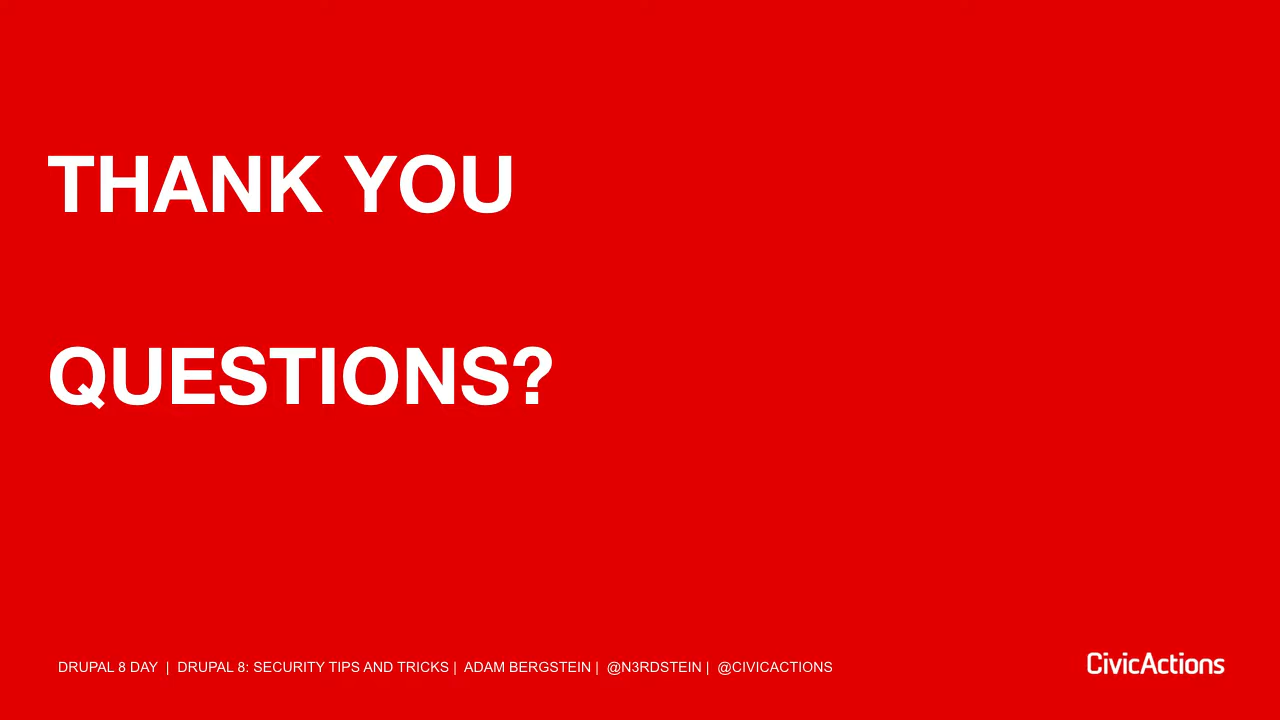 THANK YOU
QUESTIONS?
DRUPAL 8 DAY | DRUPAL 8: SECURITY TIPS AND TRICKS | ADAM BERGSTEIN | @N3RDSTEIN | @CIVICACTIONS
CivicActions